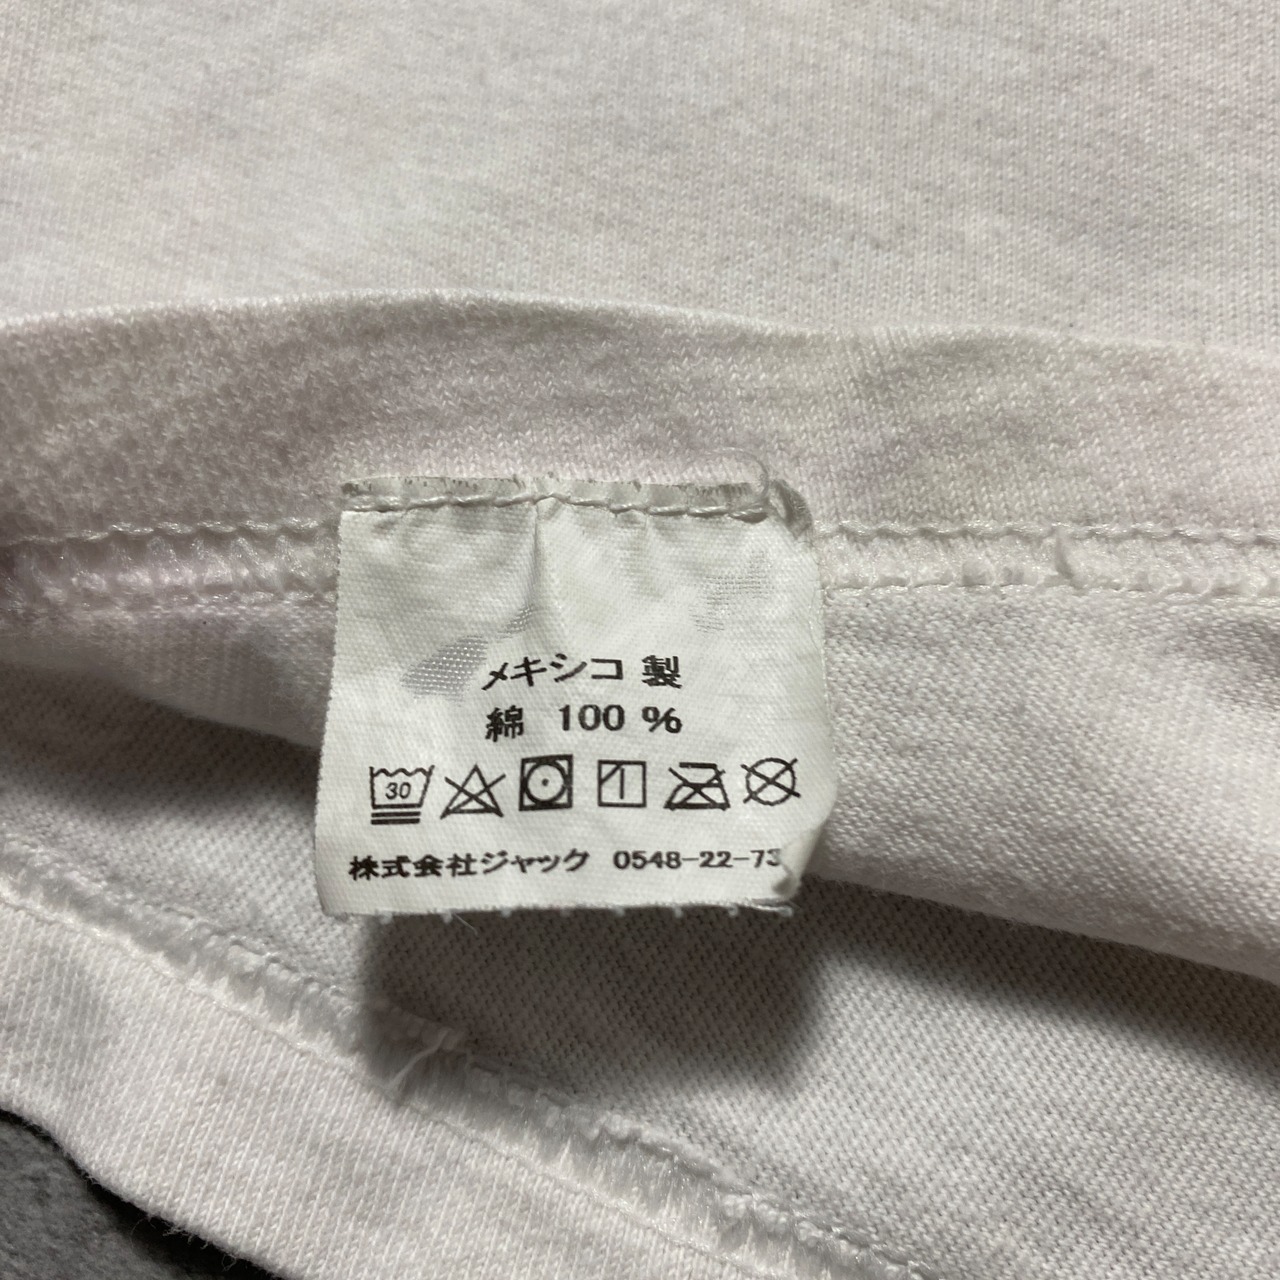 メキシコ 製
綿 100 %
30
株式会社ジャック 0548-22-73